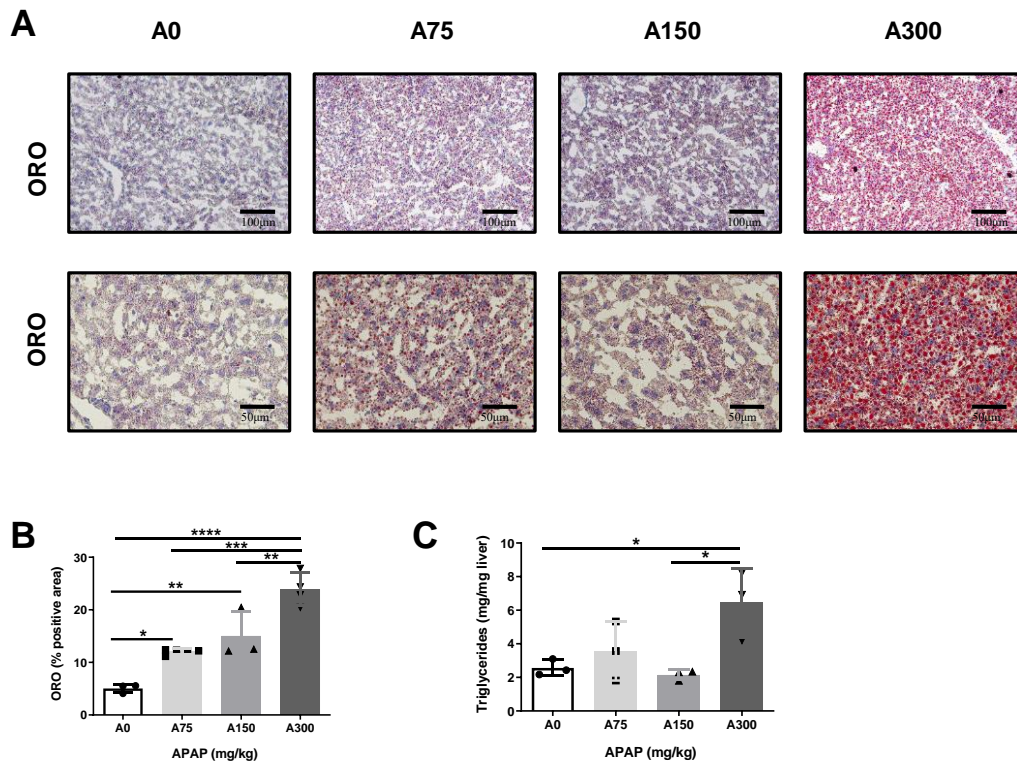 A
A0 A75 A150 A300
ORO
100µm 100µm 100µm 100µm
ORO
50µm 50µm 50µm 50µm
B
****
***
**
**
*
ORO (% positive area)
30
20
10
0
A0 A75 A150 A300
APAP (mg/kg)
C
*
*
Triglycerides (mg/mg liver)
10
8
6
4
2
0
A0 A75 A150 A300
APAP (mg/kg)